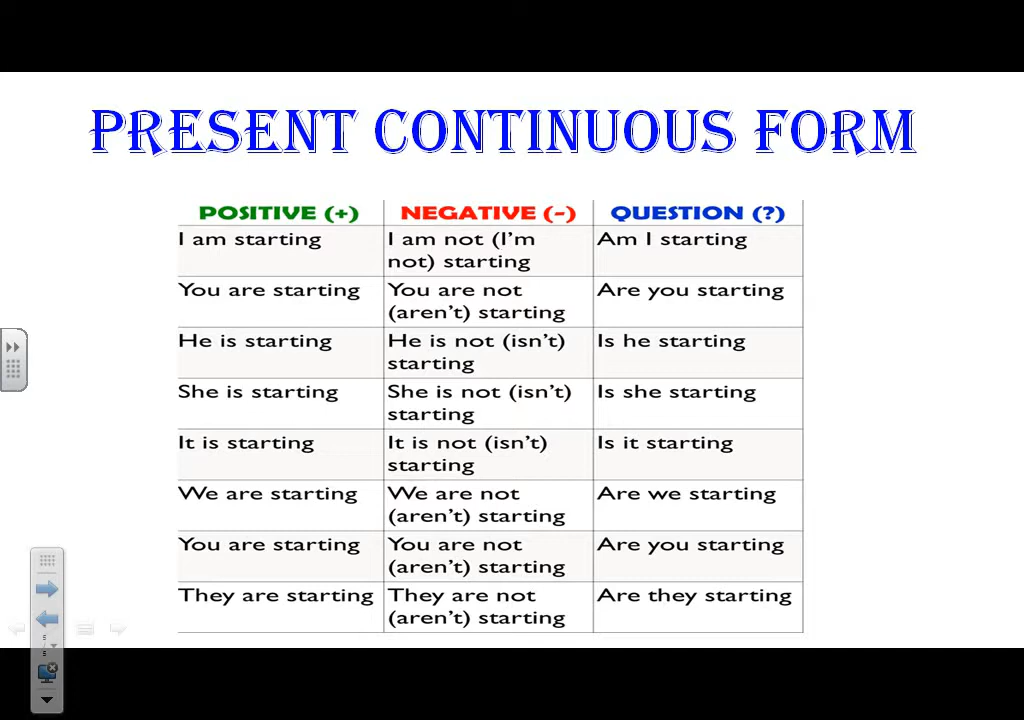 PRESENT CONTINUOUS FORM
POSITIVE (+) NEGATIVE (–) QUESTION (?)
I am starting I am not (I'm Am I starting
not) starting
You are starting You are not Are you starting
(aren't) starting
He is starting He is not (isn't) Is he starting
starting
She is starting She is not (isn't) Is she starting
starting
It is starting It is not (isn't) Is it starting
starting
We are starting We are not Are we starting
(aren't) starting
You are starting You are not Are you starting
(aren't) starting
They are starting They are not Are they starting
(aren't) starting
5
/
5